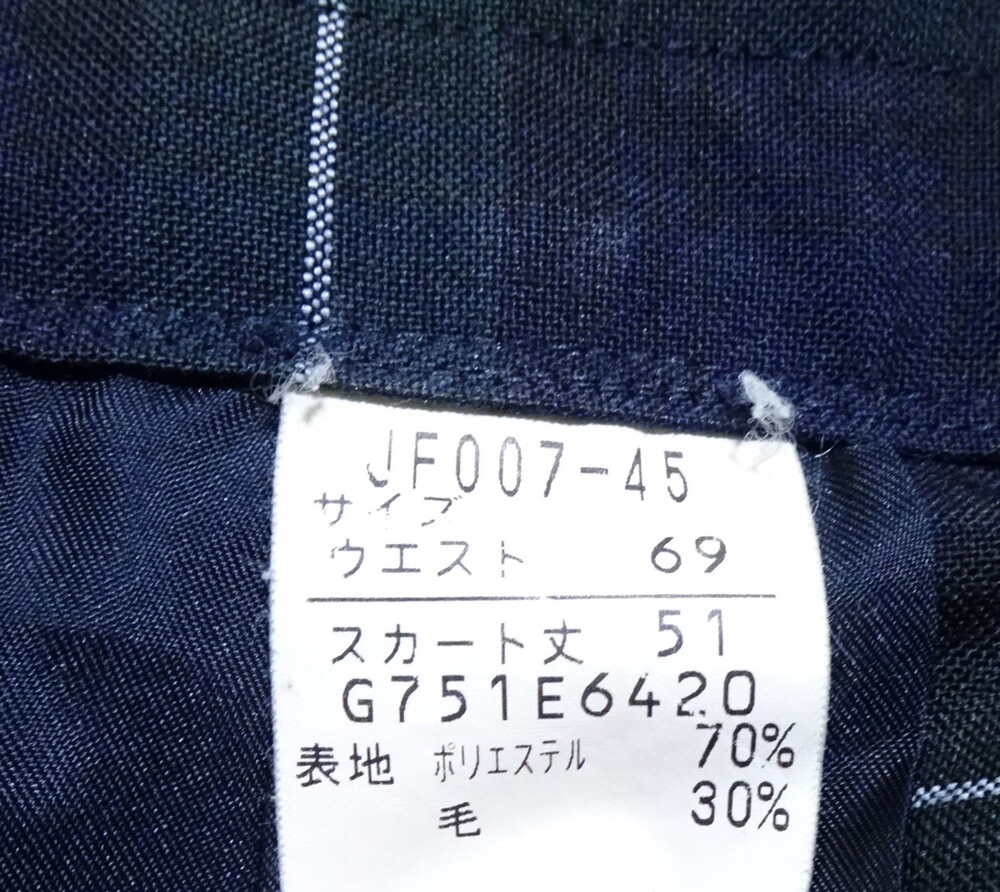 JF007-45
サイズ
ウエスト 69
スカート丈 51
G751E6420
表地 ポリエステル 70%
毛 30%